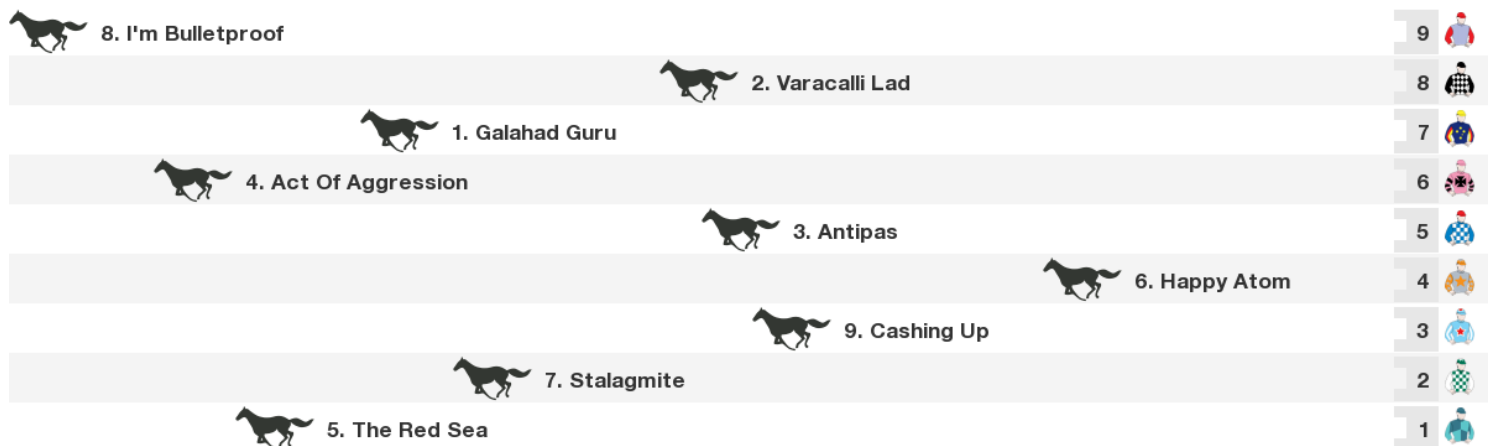 8. I'm Bulletproof 9
2. Varacalli Lad 8
1. Galahad Guru 7
4. Act Of Aggression 6
3. Antipas 5
6. Happy Atom 4
9. Cashing Up 3
7. Stalagmite 2
5. The Red Sea 1